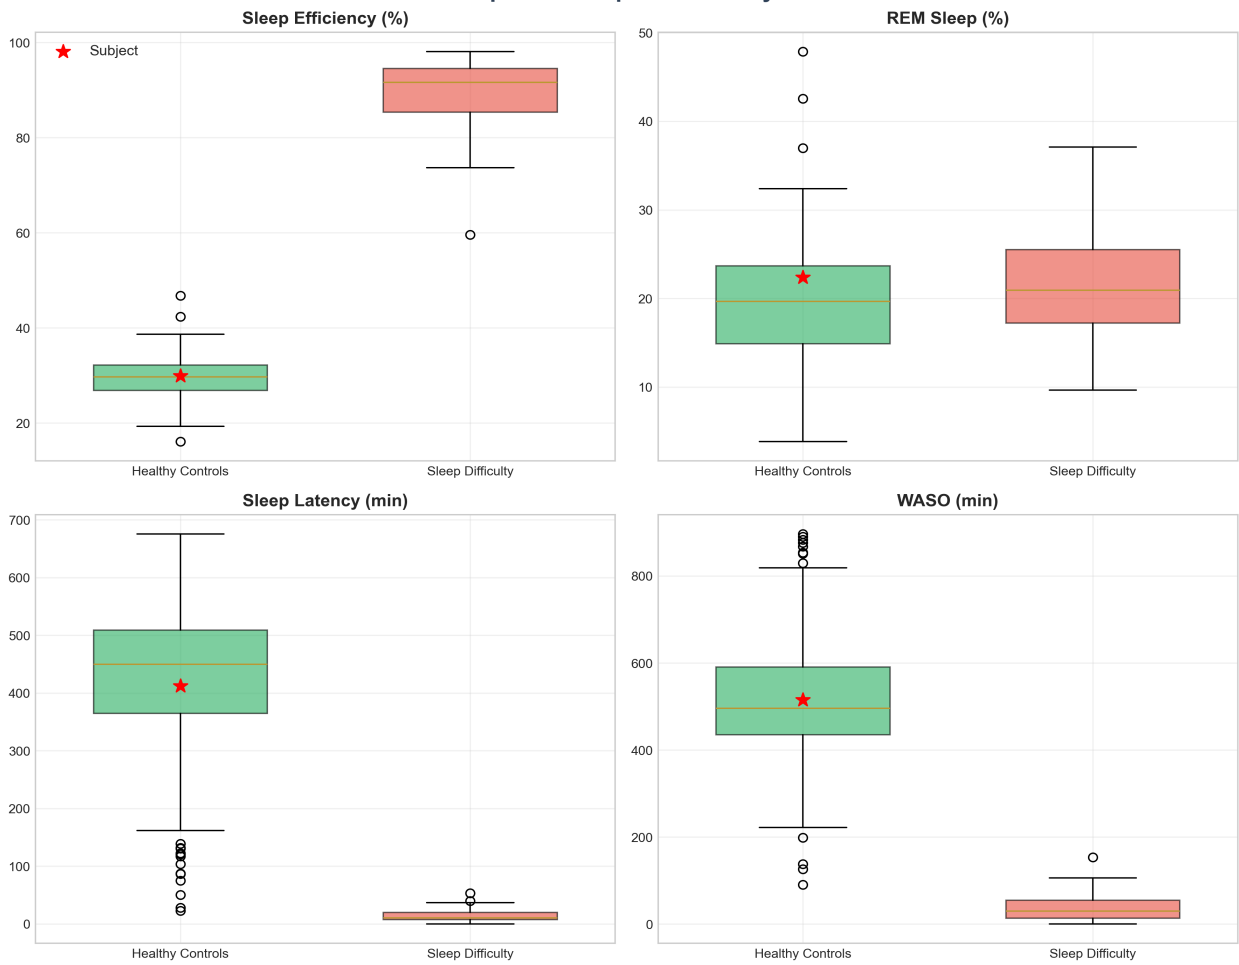 Sleep Efficiency (%)
100
80
60
40
20
Subject
Healthy Controls
Sleep Difficulty
REM Sleep (%)
50
40
30
20
10
Healthy Controls
Sleep Difficulty
Sleep Latency (min)
700
600
500
400
300
200
100
0
Healthy Controls
Sleep Difficulty
WASO (min)
800
600
400
200
0
Healthy Controls
Sleep Difficulty